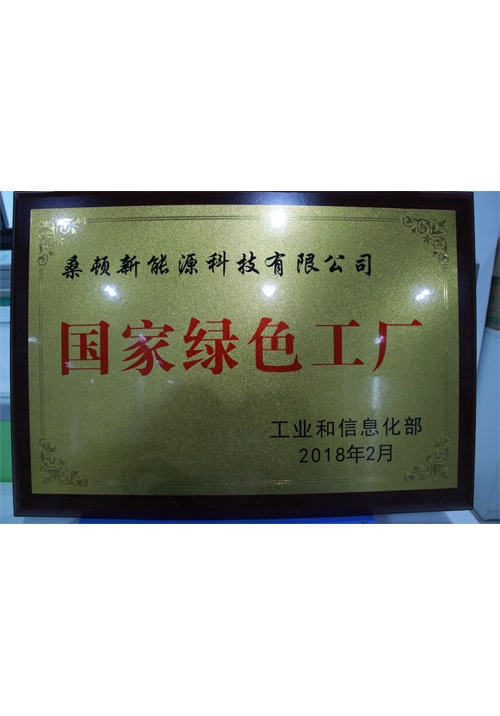 桑顿新能源科技有限公司
国家绿色工厂
工业和信息化部
2018年2月